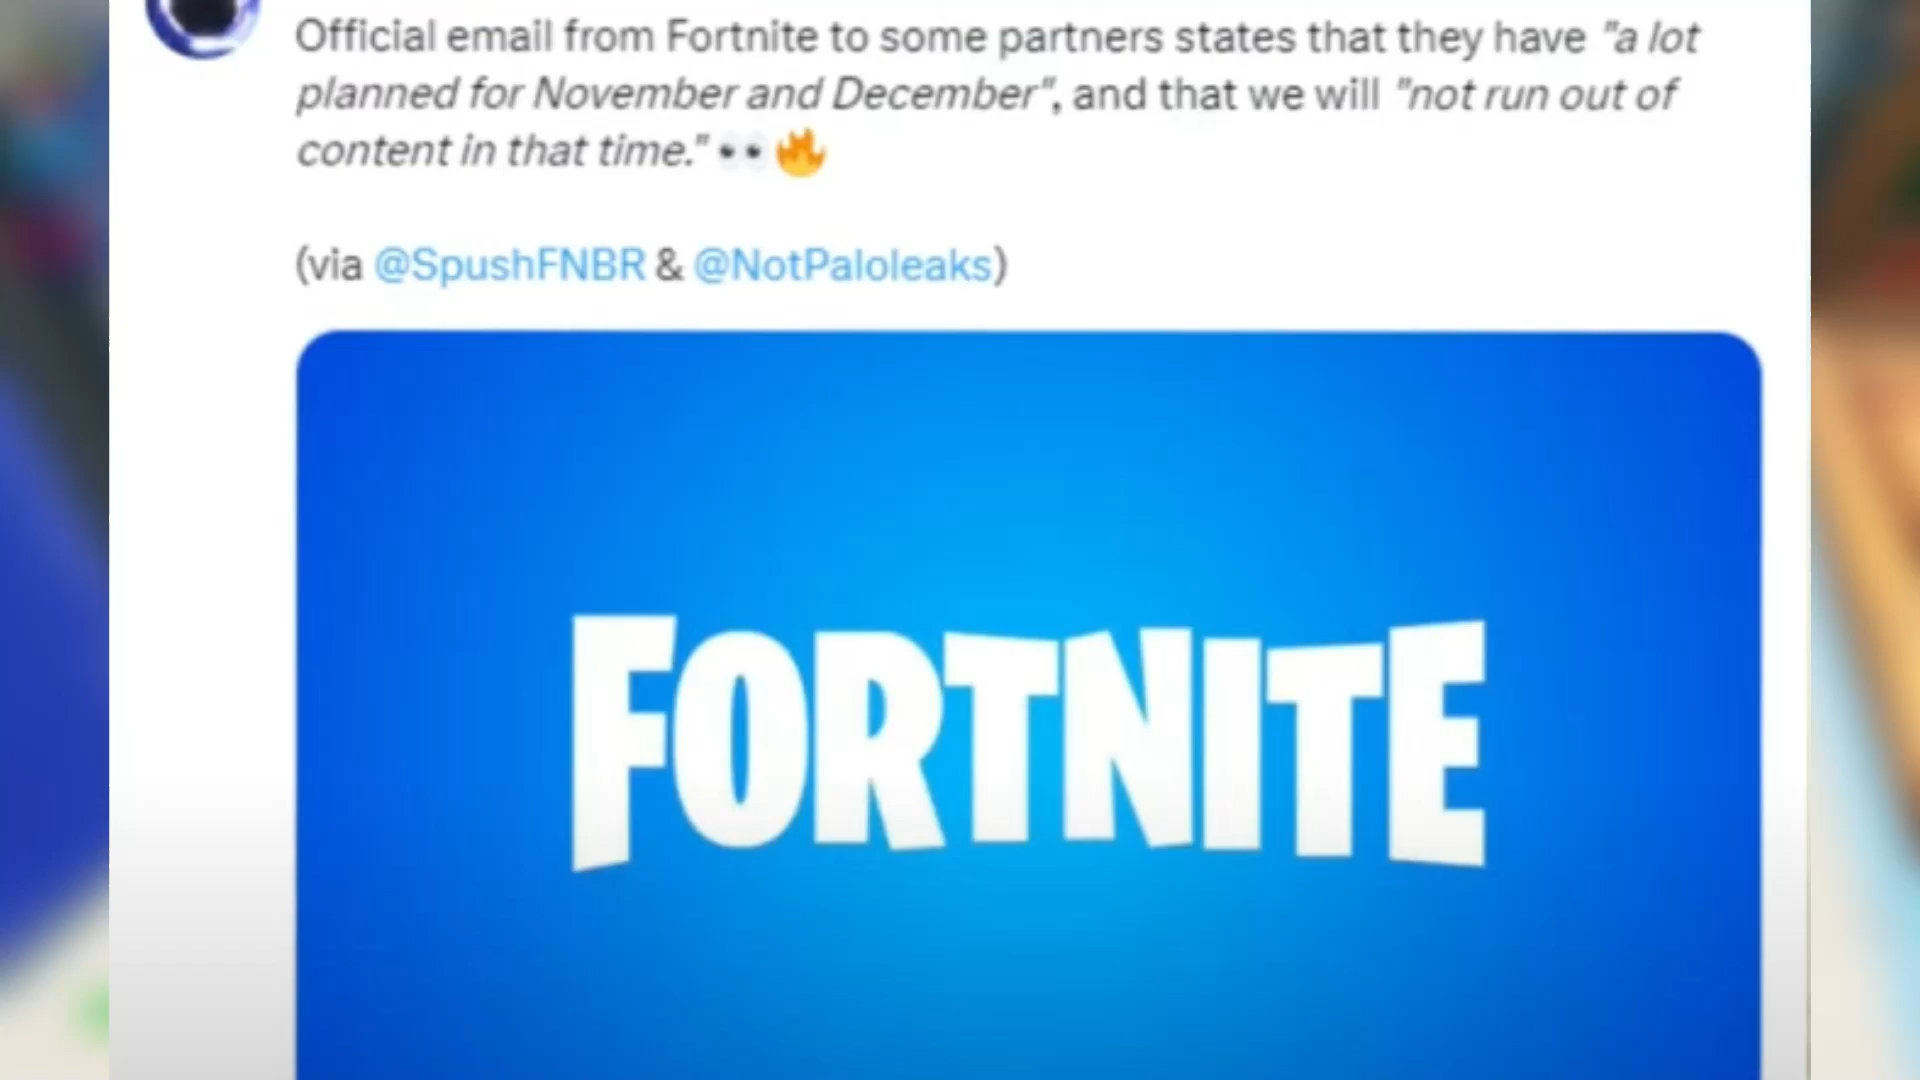 Official email from Fortnite to some partners states that they have "a lot
planned for November and December", and that we will "not run out of
content in that time." 👀🔥
(via @SpushFNBR & @NotPaloleaks)
FORTNITE